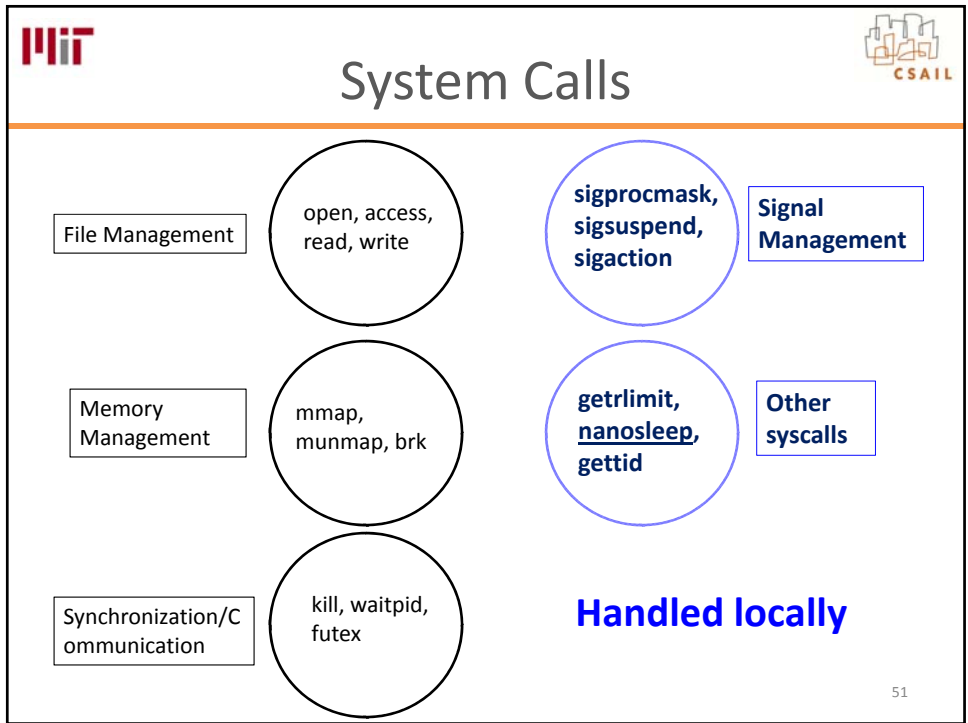 MiT
CSAIL
System Calls
File Management
open, access,
read, write
sigprocmask,
sigsuspend,
sigaction
Signal
Management
Memory
Management
mmap,
munmap, brk
getrlimit,
nanosleep,
gettid
Other
syscalls
Synchronization/C
ommunication
kill, waitpid,
futex
Handled locally
51